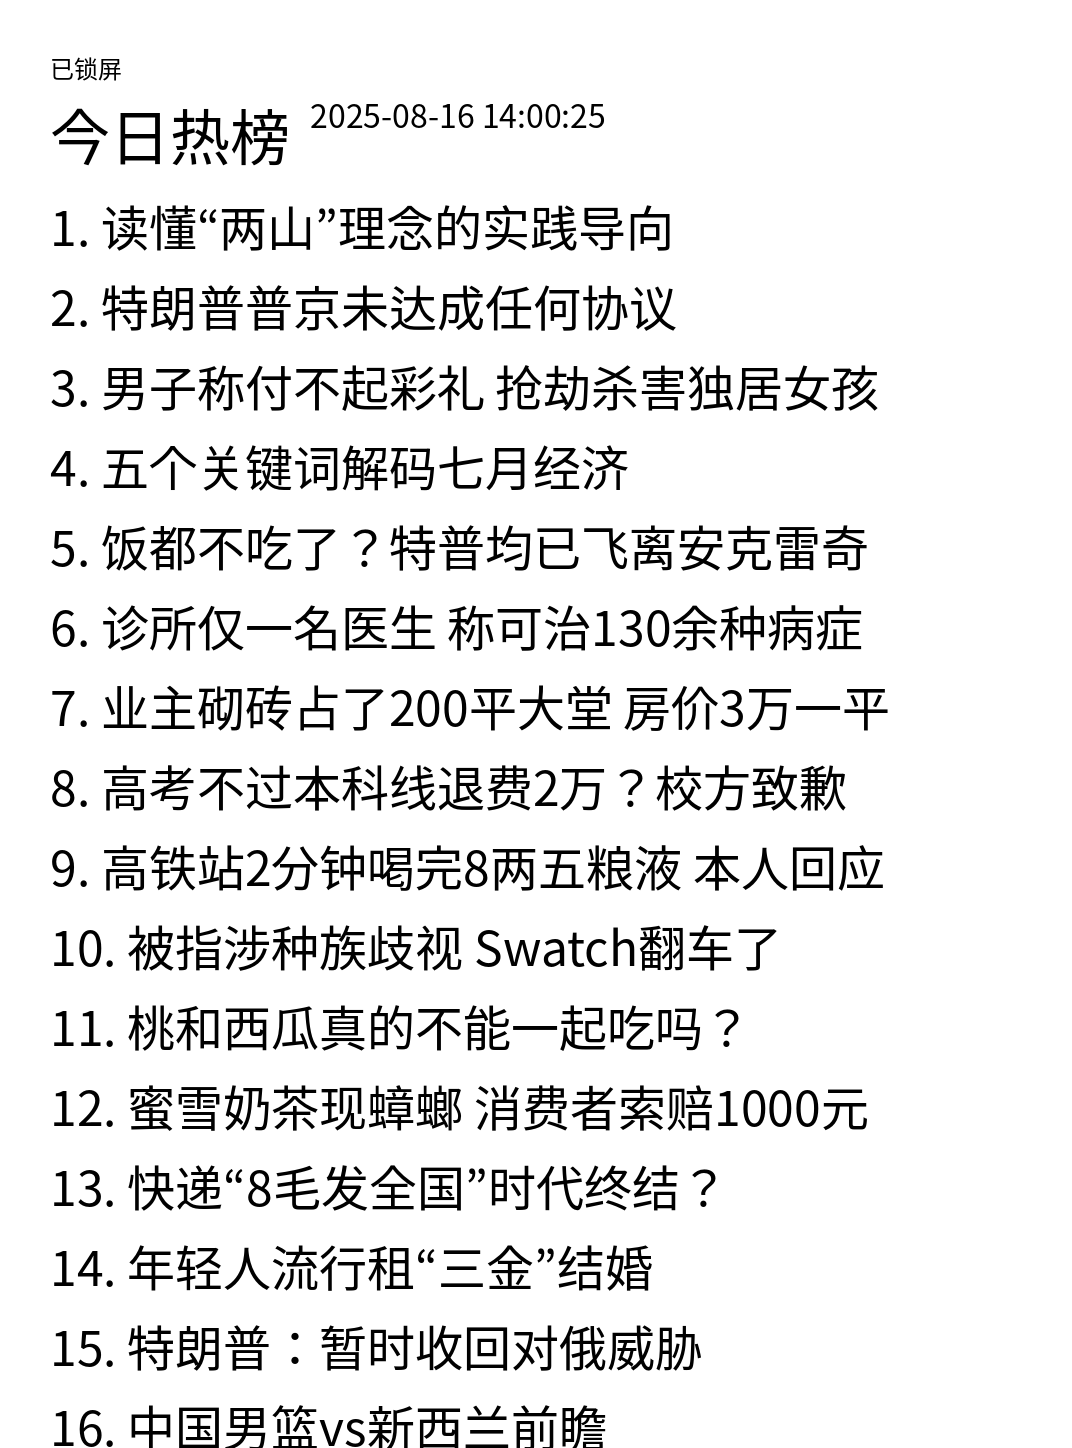 已锁屏
今日热榜 2025-08-16 14:00:25
1. 读懂“两山”理念的实践导向
2. 特朗普普京未达成任何协议
3. 男子称付不起彩礼 抢劫杀害独居女孩
4. 五个关键词解码七月经济
5. 饭都不吃了？特普均已飞离安克雷奇
6. 诊所仅一名医生 称可治130余种病症
7. 业主砌砖占了200平大堂 房价3万一平
8. 高考不过本科线退费2万？校方致歉
9. 高铁站2分钟喝完8两五粮液 本人回应
10. 被指涉种族歧视 Swatch翻车了
11. 桃和西瓜真的不能一起吃吗？
12. 蜜雪奶茶现蟑螂 消费者索赔1000元
13. 快递“8毛发全国”时代终结？
14. 年轻人流行租“三金”结婚
15. 特朗普：暂时收回对俄威胁
16. 中国男篮vs新西兰前瞻